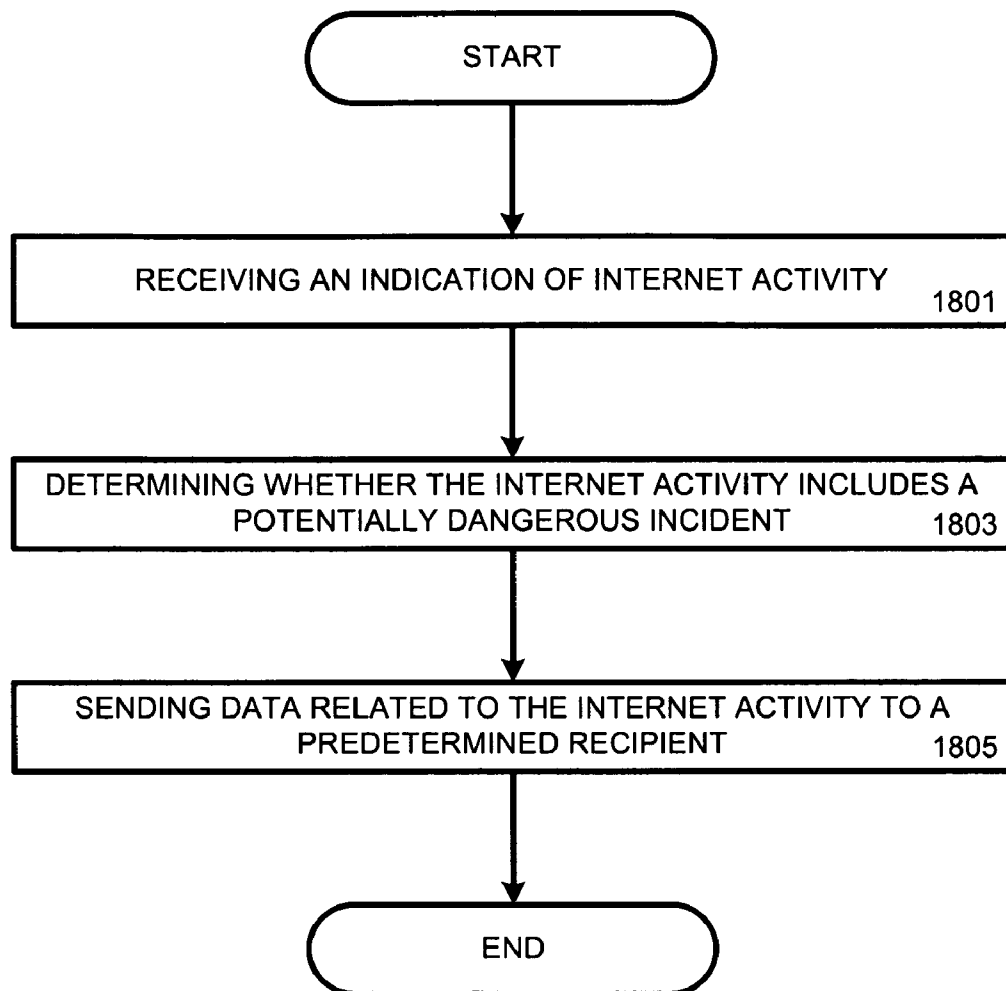 START
RECEIVING AN INDICATION OF INTERNET ACTIVITY
1801
DETERMINING WHETHER THE INTERNET ACTIVITY INCLUDES A
POTENTIALLY DANGEROUS INCIDENT
1803
SENDING DATA RELATED TO THE INTERNET ACTIVITY TO A
PREDETERMINED RECIPIENT
1805
END